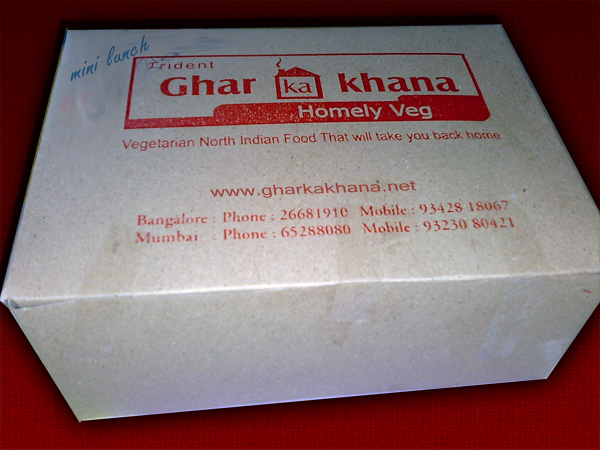 mini lunch
Trident
Ghar ka khana
Homely Veg
Vegetarian North Indian Food That will take you back home
www.gharkakhana.net
Bangalore : Phone : 26681910 Mobile : 93428 18067
Mumbai : Phone : 65288080 Mobile : 93230 80421